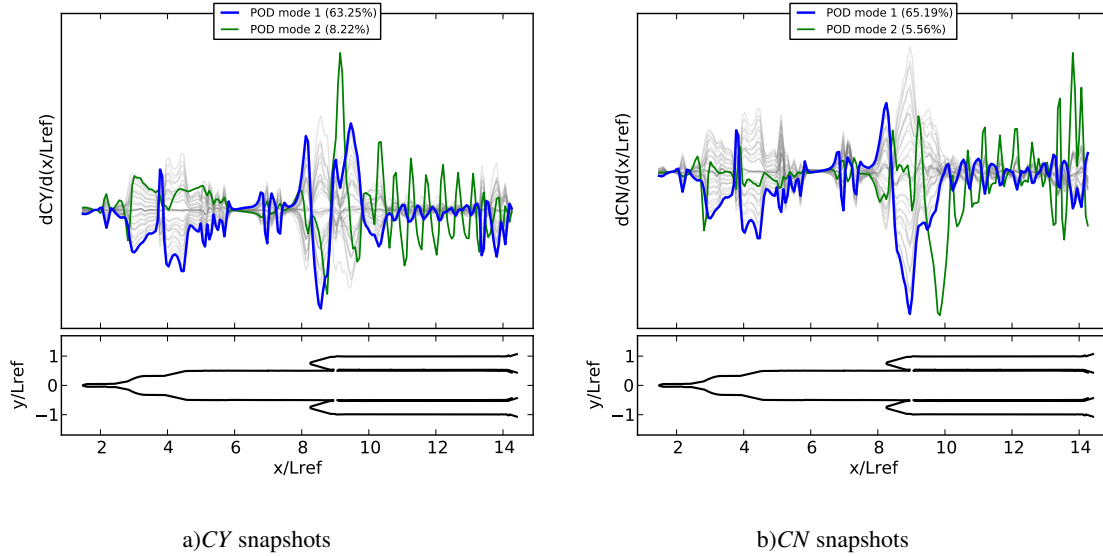 POD mode 1 (63.25%)
POD mode 2 (8.22%)
dCY/d(x/Lref)
y/Lref
1
0
−1
2 4 6 8 10 12 14
x/Lref
a)CY snapshots
POD mode 1 (65.19%)
POD mode 2 (5.56%)
dCN/d(x/Lref)
y/Lref
1
0
−1
2 4 6 8 10 12 14
x/Lref
b)CN snapshots